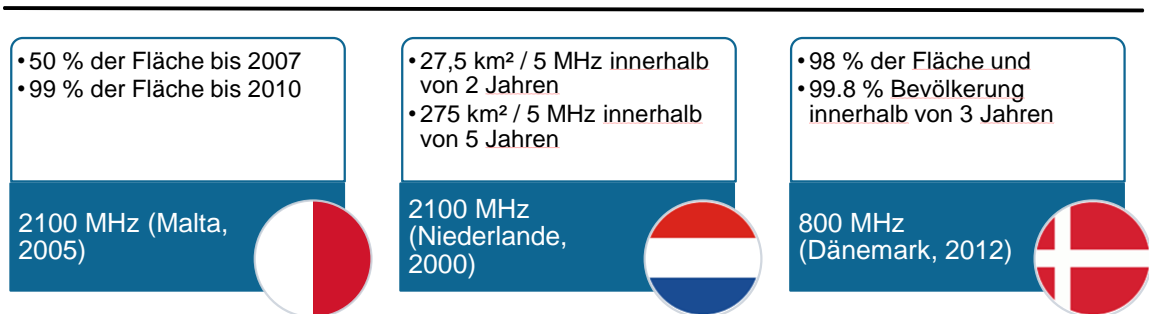 • 50 % der Fläche bis 2007
• 99 % der Fläche bis 2010
2100 MHz (Malta,
2005)
• 27,5 km² / 5 MHz innerhalb
von 2 Jahren
• 275 km² / 5 MHz innerhalb
von 5 Jahren
2100 MHz
(Niederlande,
2000)
• 98 % der Fläche und
• 99.8 % Bevölkerung
innerhalb von 3 Jahren
800 MHz
(Dänemark, 2012)